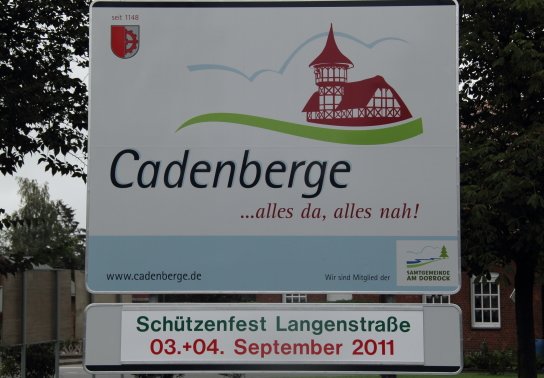 seit 1148
Cadenberge
...alles da, alles nah!
www.cadenberge.de
Wir sind Mitglied der
SAMTGEMEINDE
AM DOBROCK
Schützenfest Langenstraße
03.+04. September 2011